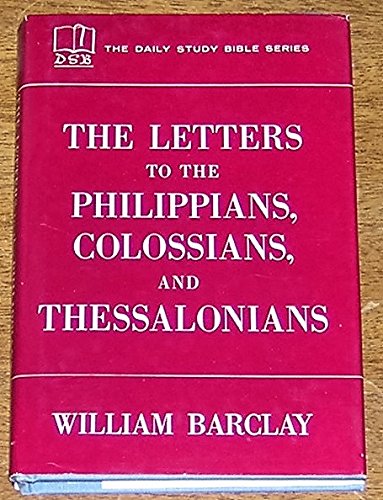 DSB
THE DAILY STUDY BIBLE SERIES
THE LETTERS
TO THE
PHILIPPIANS,
COLOSSIANS,
AND
THESSALONIANS
WILLIAM BARCLAY